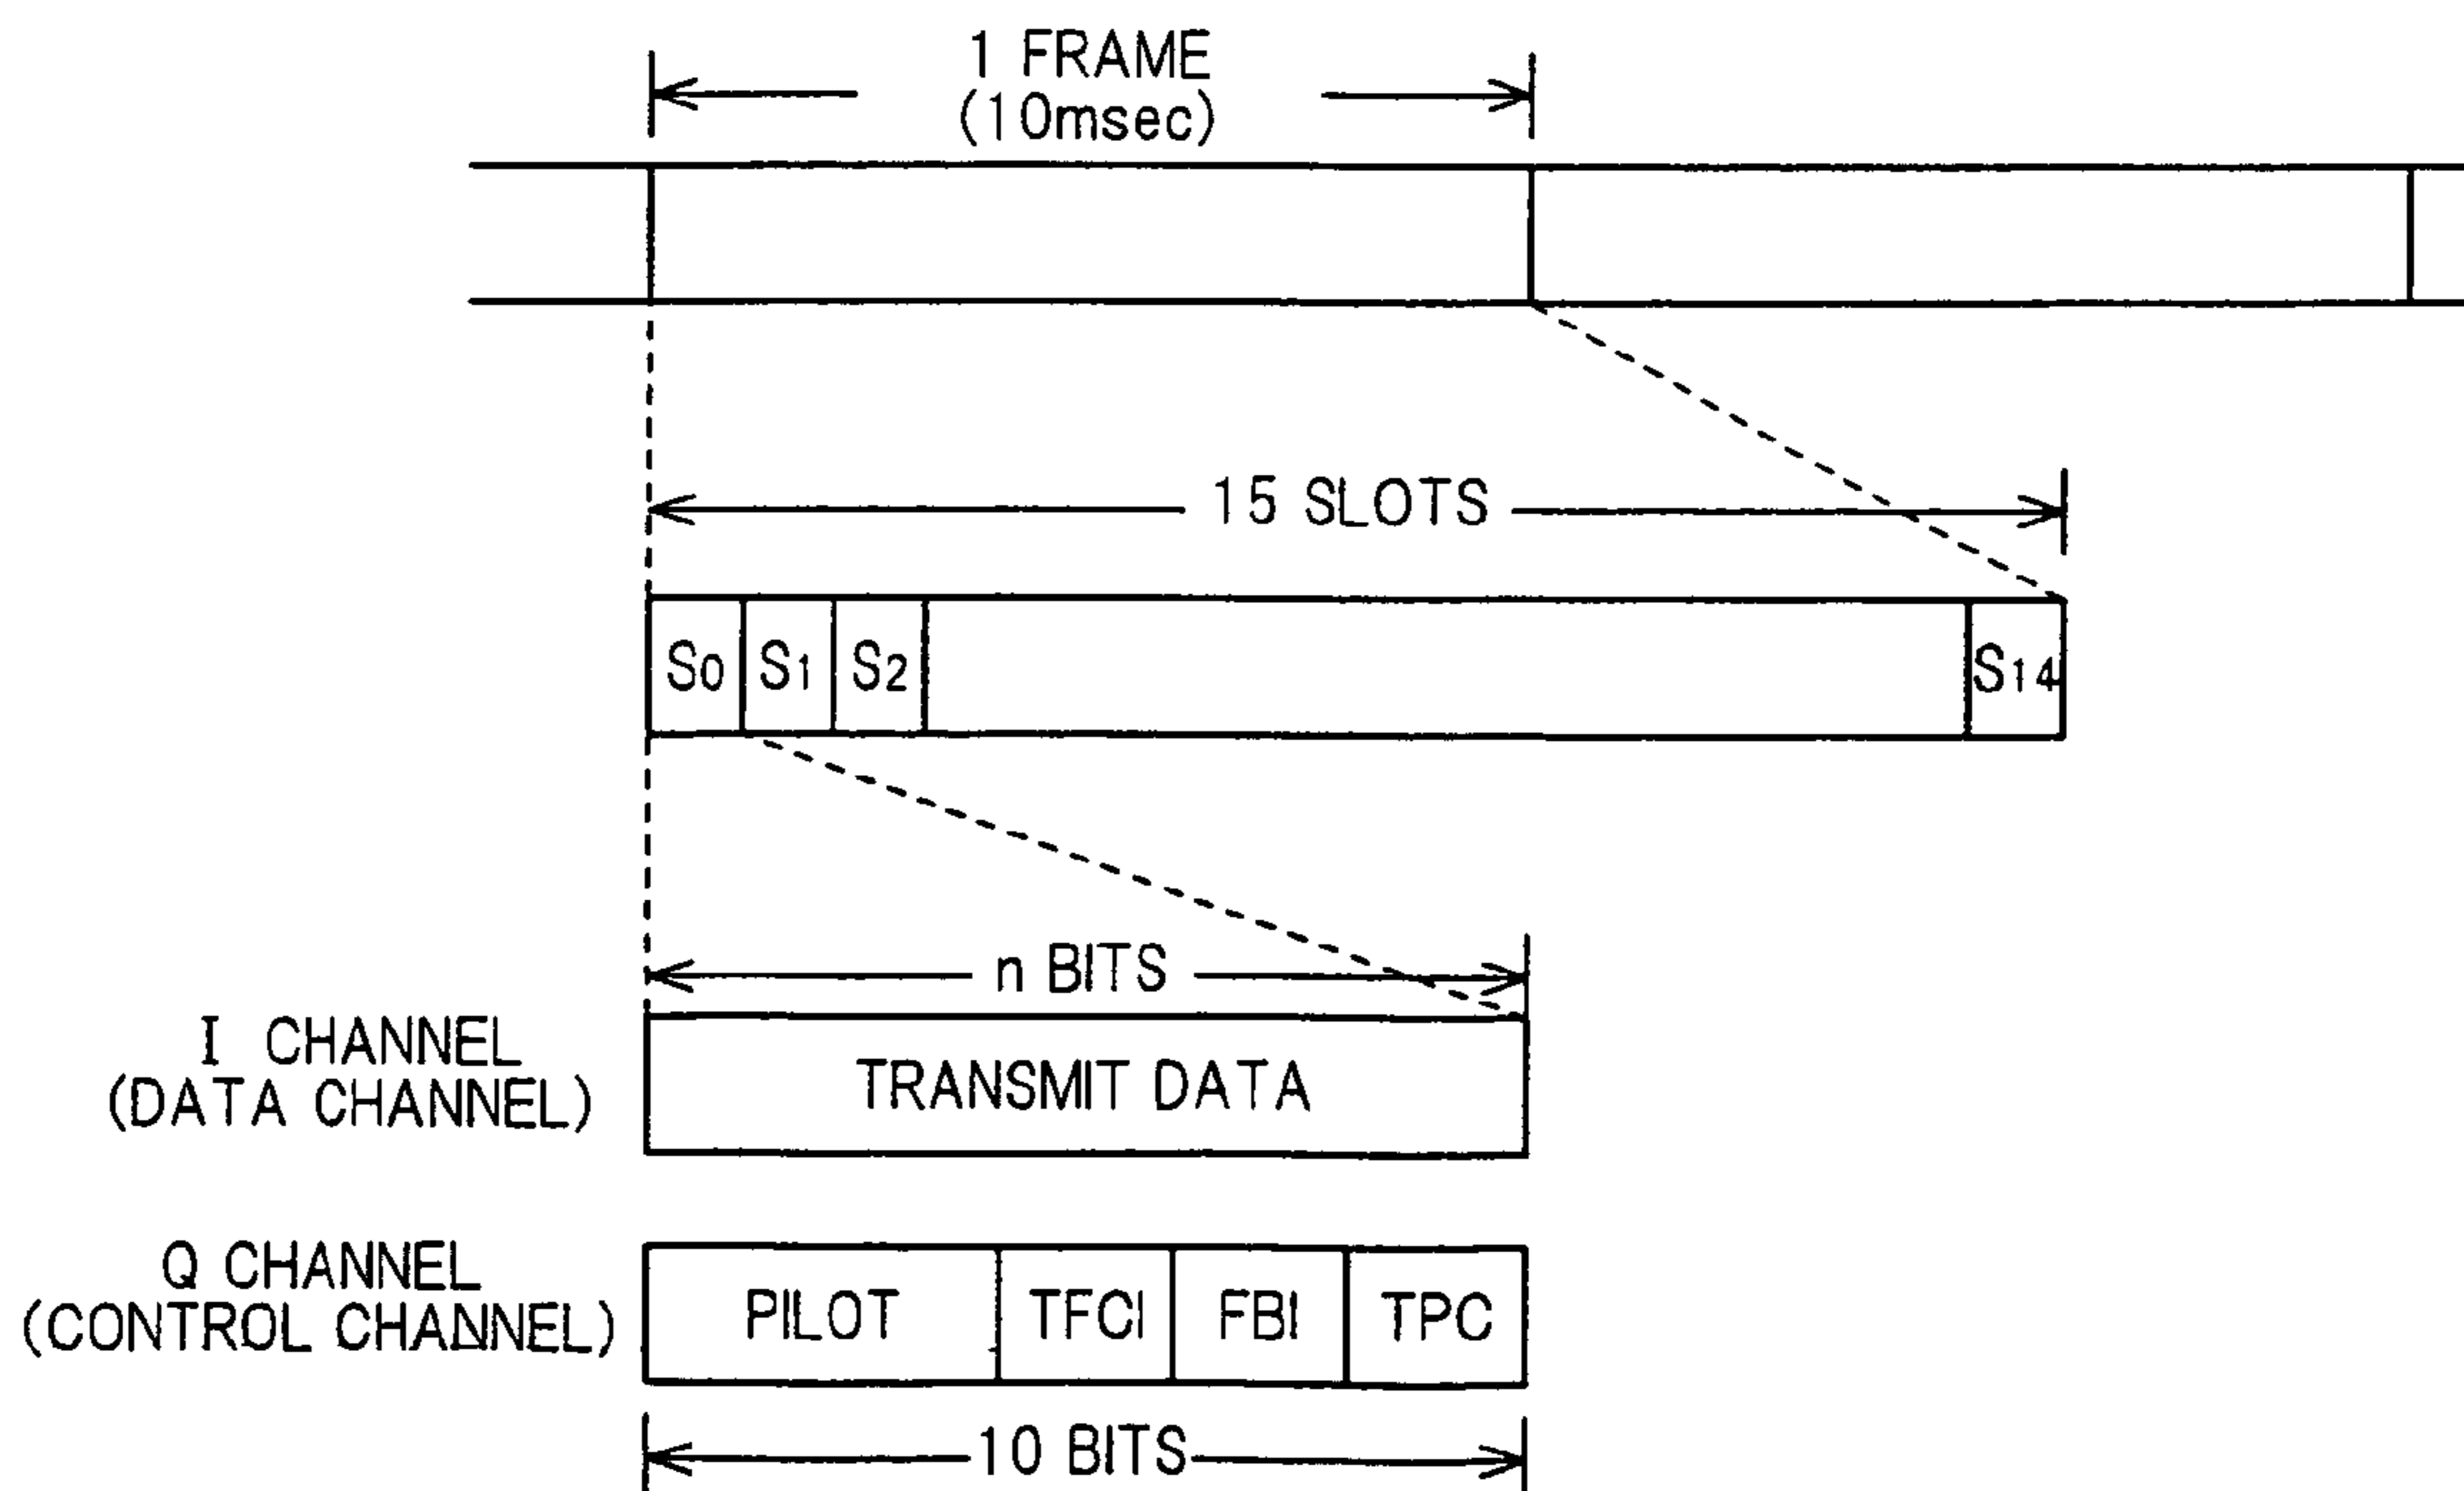 1 FRAME
(10msec)
15 SLOTS
S0 S1 S2 S14
n BITS
I CHANNEL
(DATA CHANNEL)
TRANSMIT DATA
Q CHANNEL
(CONTROL CHANNEL)
PILOT TFCI FBI TPC
10 BITS